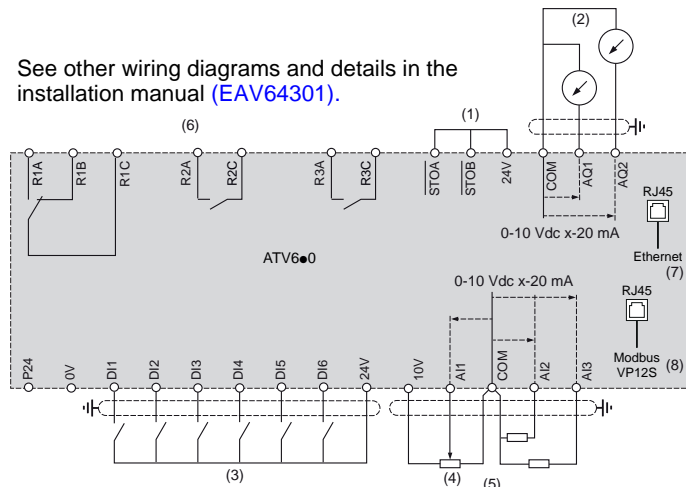 (2)
See other wiring diagrams and details in the
installation manual (EAV64301).
(6)
(1)
R1A
R1B
R1C
R2A
R2C
R3A
R3C
STOA
STOB
24V
COM
AQ1
AQ2
RJ45
0-10 Vdc x-20 mA
Ethernet
(7)
ATV6●0
0-10 Vdc x-20 mA
RJ45
Modbus
VP12S
(8)
P24
0V
DI1
DI2
DI3
DI4
DI5
DI6
24V
10V
AI1
COM
AI2
AI3
(3)
(4)
(5)